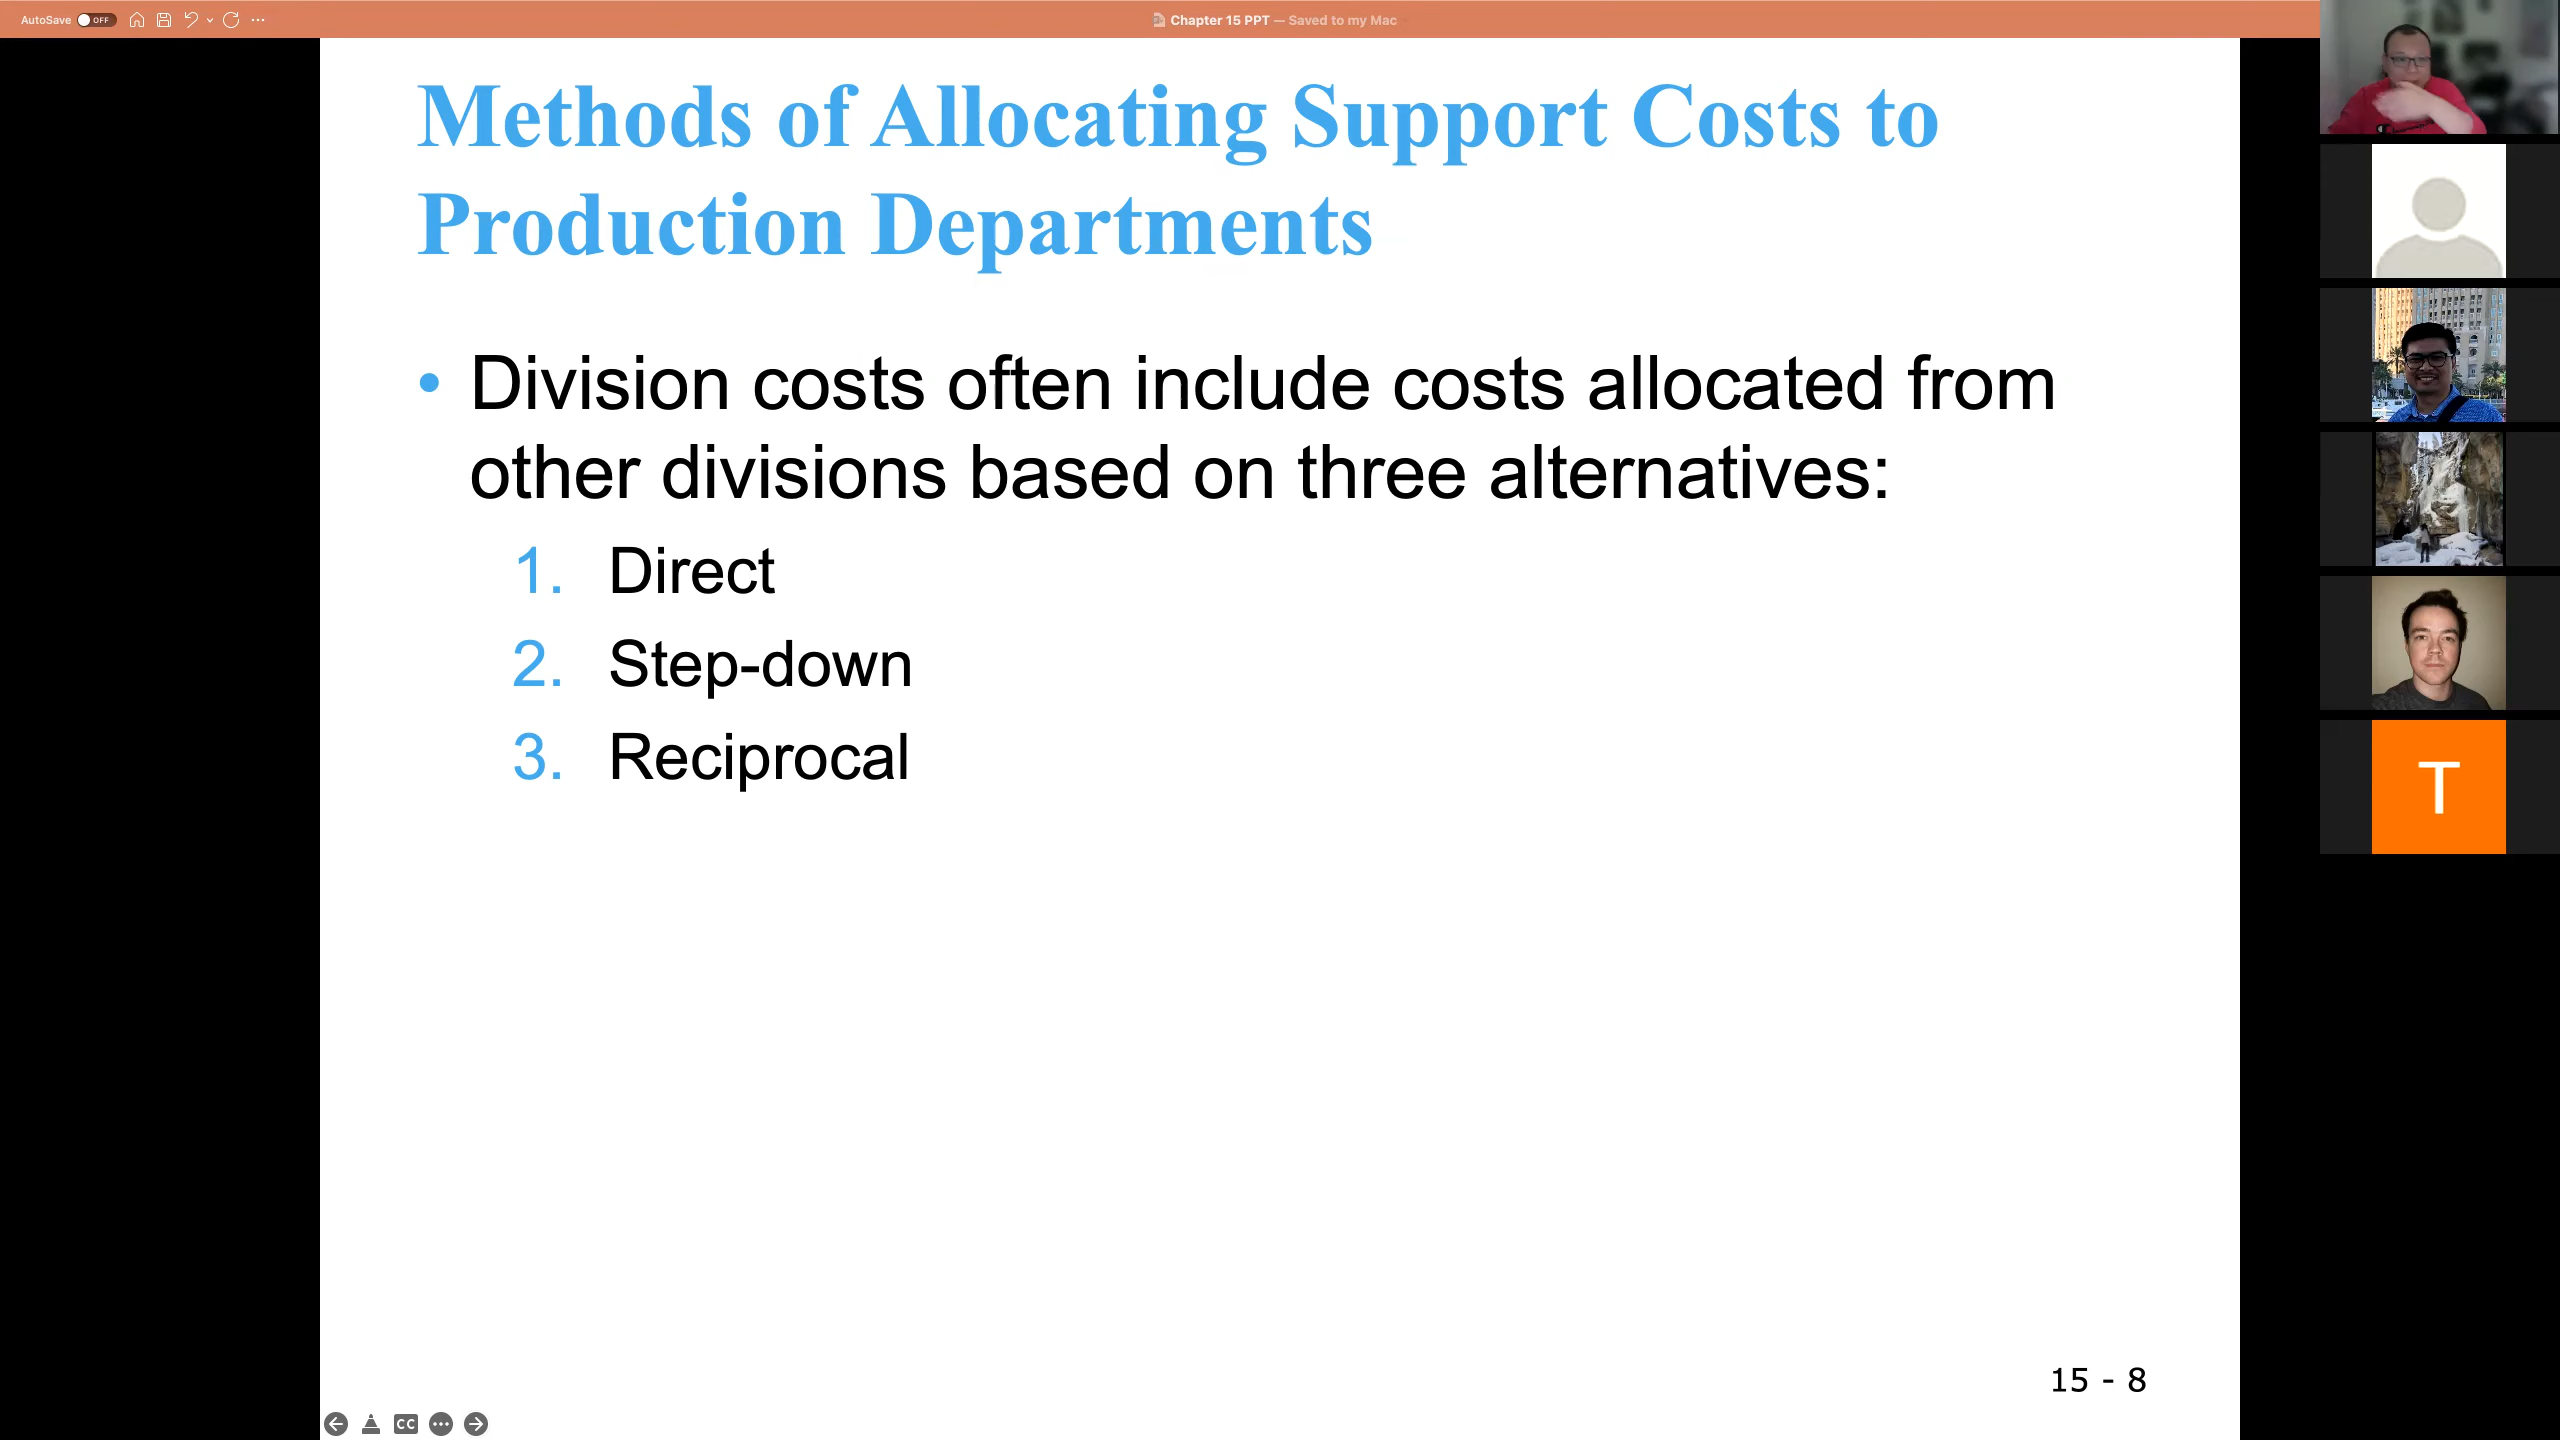 AutoSave OFF
Chapter 15 PPT — Saved to my Mac
Methods of Allocating Support Costs to
Production Departments
• Division costs often include costs allocated from
other divisions based on three alternatives:
1. Direct
2. Step-down
3. Reciprocal
T
15 - 8
CC